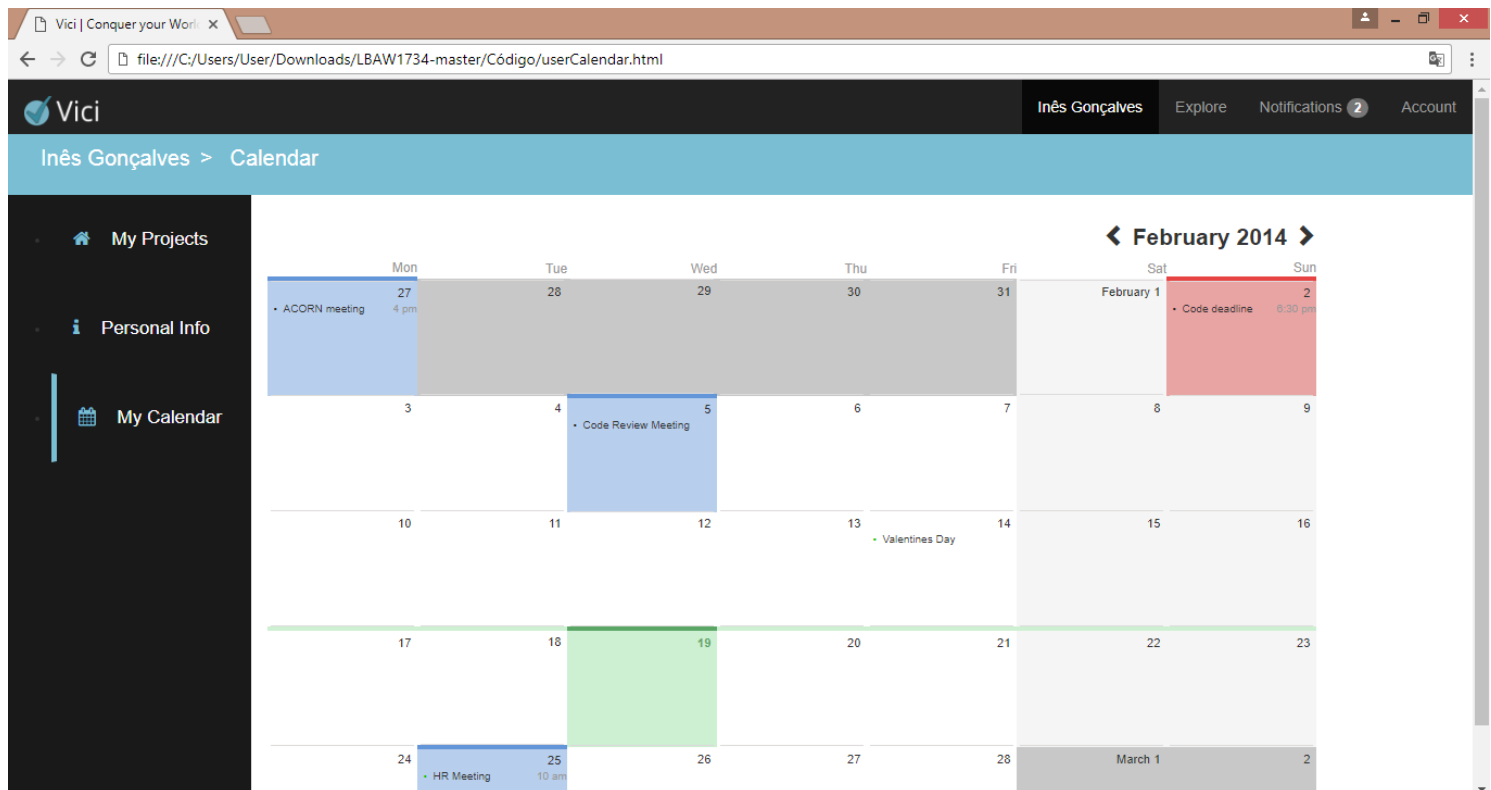 Vici | Conquer your Work
file:///C:/Users/User/Downloads/LBAW1734-master/Código/userCalendar.html
Vici
Inês Gonçalves Explore Notifications 2 Account
Inês Gonçalves > Calendar
My Projects
Personal Info
My Calendar
February 2014
Mon Tue Wed Thu Fri Sat Sun
27 28 29 30 31 February 1 2
ACORN meeting 4 pm Code deadline 6:30 pm
3 4 5 6 7 8 9
Code Review Meeting
10 11 12 13 14 15 16
Valentines Day
17 18 19 20 21 22 23
24 25 26 27 28 March 1 2
HR Meeting 10 am